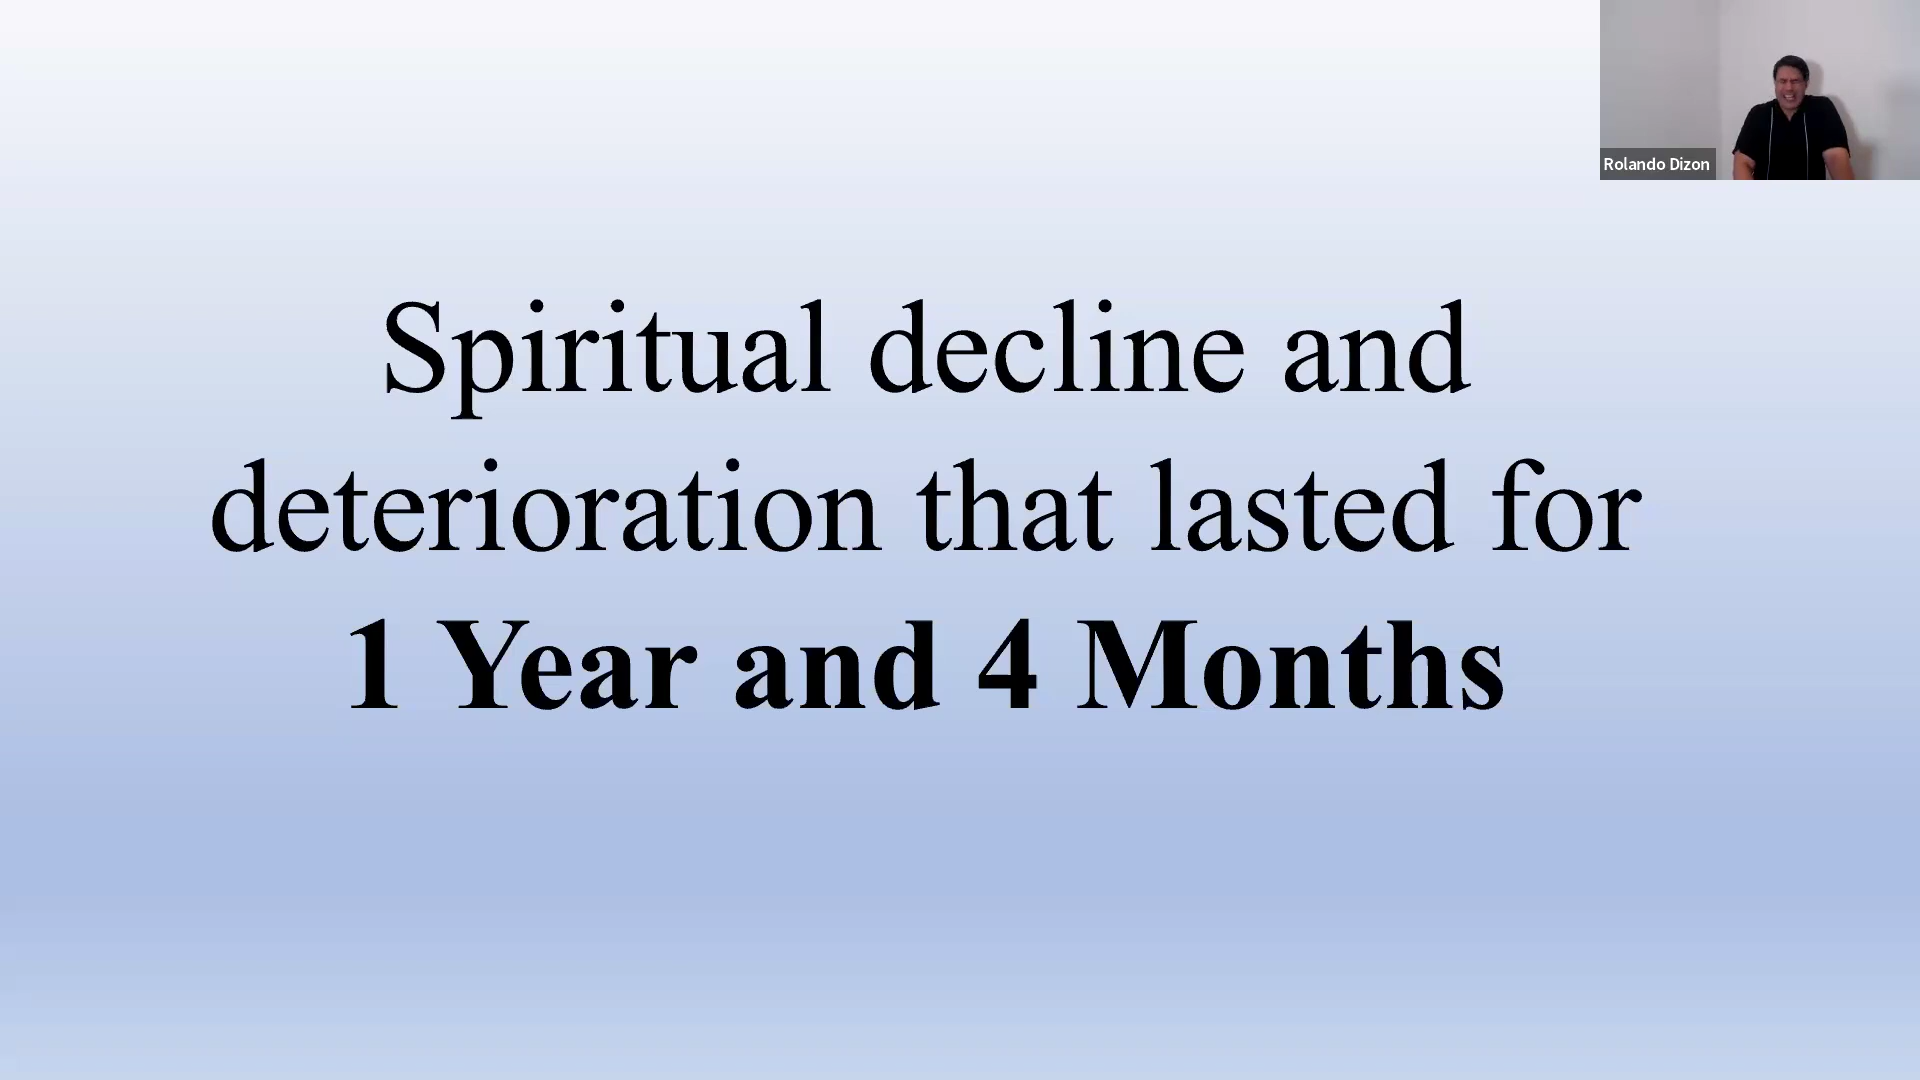 Rolando Dizon
Spiritual decline and
deterioration that lasted for
1 Year and 4 Months